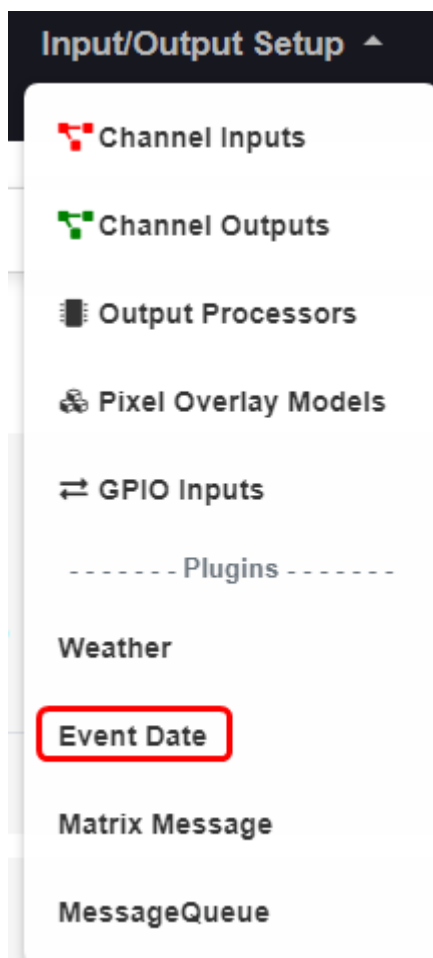 Input/Output Setup
Channel Inputs
Channel Outputs
Output Processors
Pixel Overlay Models
GPIO Inputs
- - - - - - - Plugins - - - - - - -
Weather
Event Date
Matrix Message
MessageQueue